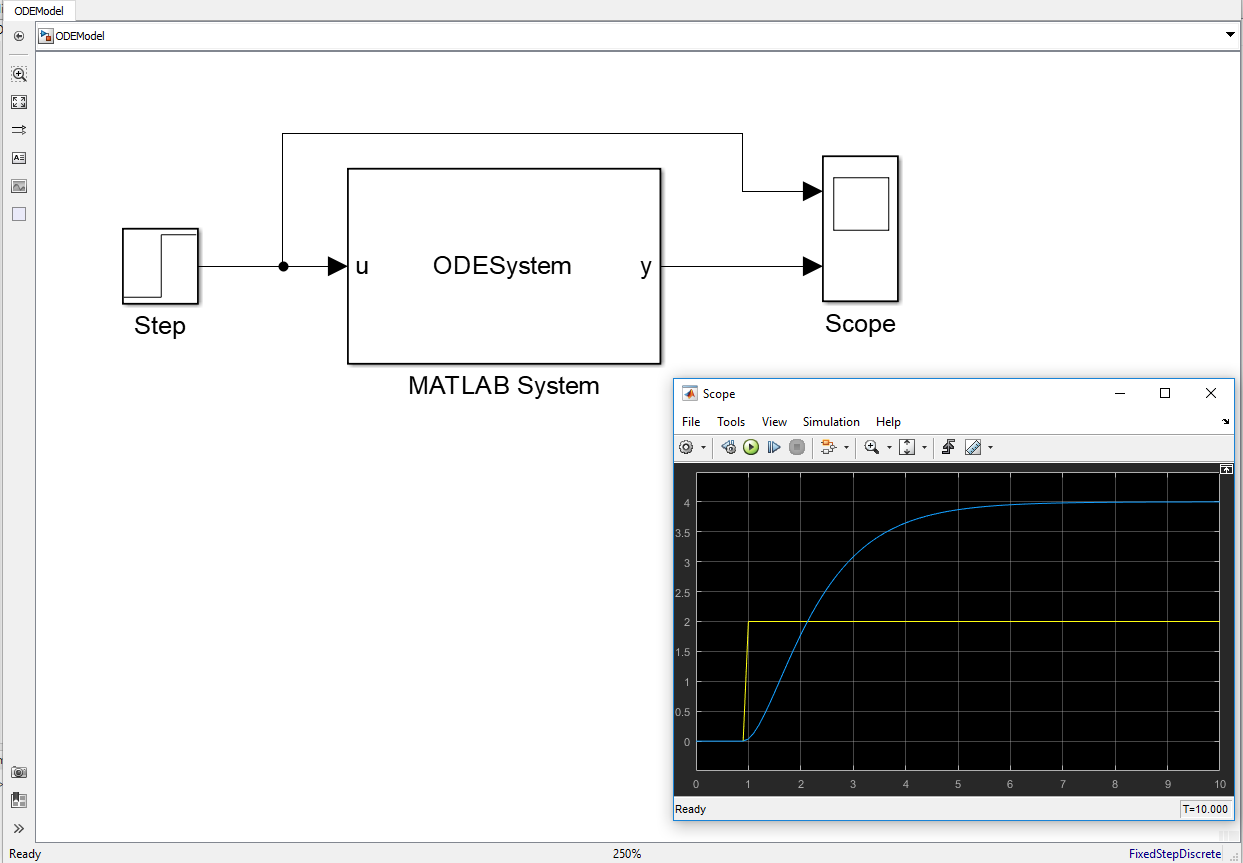 ODEModel
ODEModel
u
ODESystem
y
Step
Scope
MATLAB System
Scope
File Tools View Simulation Help
4
3.5
3
2.5
2
1.5
1
0.5
0
0 1 2 3 4 5 6 7 8 9 10
Ready T=10.000
Ready 250% FixedStepDiscrete